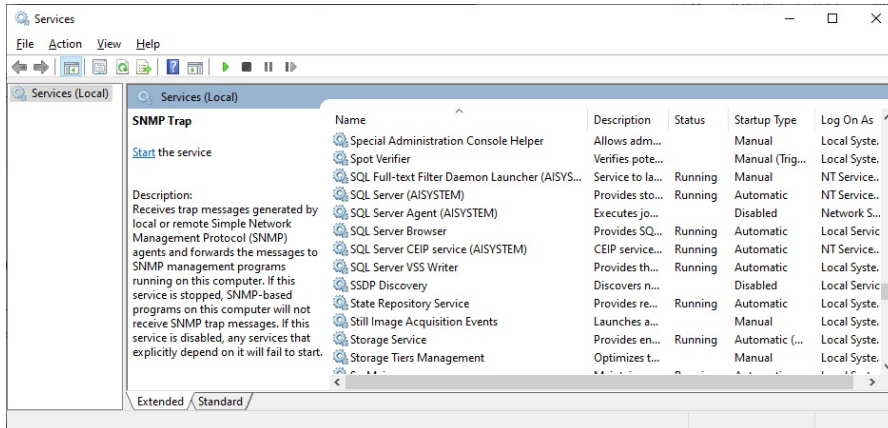 Services
File Action View Help
Services (Local)
Services (Local)
SNMP Trap
Start the service
Description:
Receives trap messages generated by
local or remote Simple Network
Management Protocol (SNMP)
agents and forwards the messages to
SNMP management programs
running on this computer. If this
service is stopped, SNMP-based
programs on this computer will not
receive SNMP trap messages. If this
service is disabled, any services that
explicitly depend on it will fail to start.
Name Description Status Startup Type Log On As
Special Administration Console Helper Allows adm... Manual Local Syste.
Spot Verifier Verifies pote... Manual (Trig... Local Syste.
SQL Full-text Filter Daemon Launcher (AISYS... Service to la... Running Manual NT Service..
SQL Server (AISYSTEM) Provides sto... Running Automatic NT Service..
SQL Server Agent (AISYSTEM) Executes jo... Disabled Network S...
SQL Server Browser Provides SQ... Running Automatic Local Servic
SQL Server CEIP service (AISYSTEM) CEIP service... Running Automatic NT Service..
SQL Server VSS Writer Provides th... Running Automatic Local Syste.
SSDP Discovery Discovers n... Disabled Local Servic
State Repository Service Provides re... Running Automatic Local Syste.
Still Image Acquisition Events Launches a... Manual Local Syste.
Storage Service Provides en... Running Automatic (... Local Syste.
Storage Tiers Management Optimizes t... Manual Local Syste.
Extended Standard